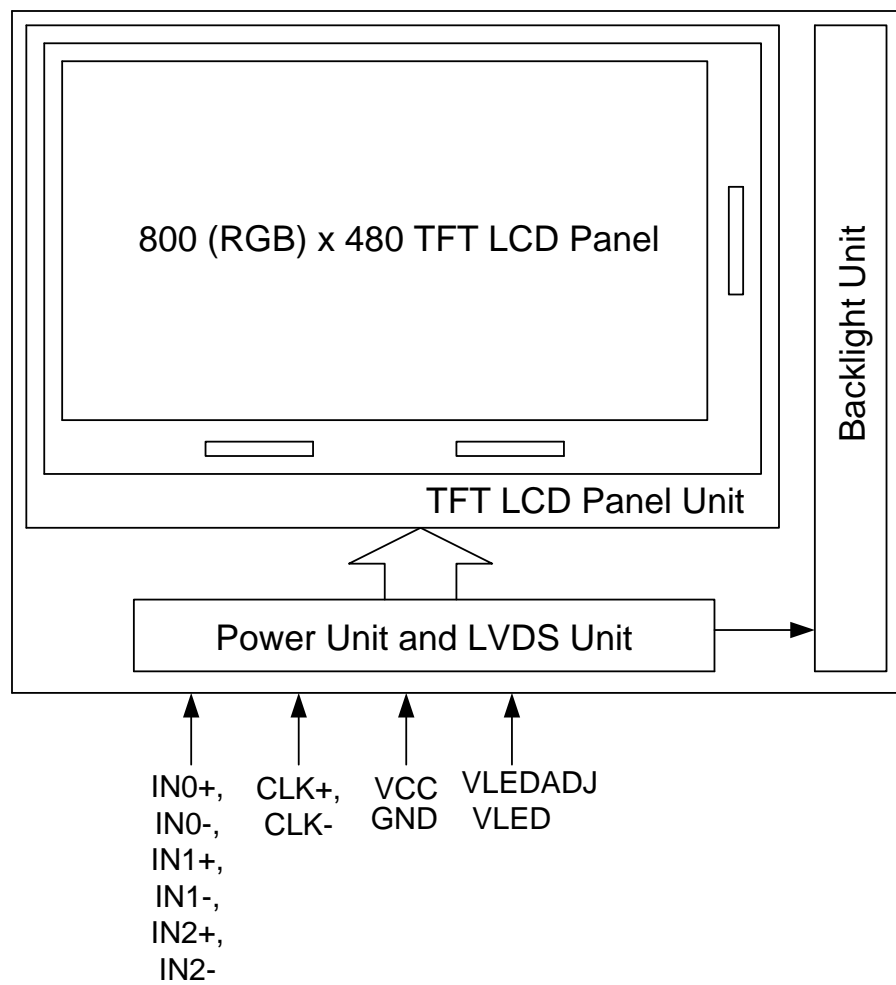 800 (RGB) x 480 TFT LCD Panel
Backlight Unit
TFT LCD Panel Unit
Power Unit and LVDS Unit
IN0+,
IN0-,
IN1+,
IN1-,
IN2+,
IN2-
CLK+,
CLK-
VCC
GND
VLEDADJ
VLED